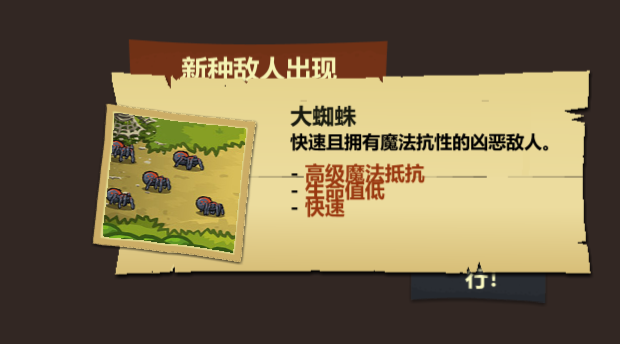 新种敌人出现
大蜘蛛
快速且拥有魔法抗性的凶恶敌人。
- 高级魔法抵抗
- 生命值低
- 快速
行!